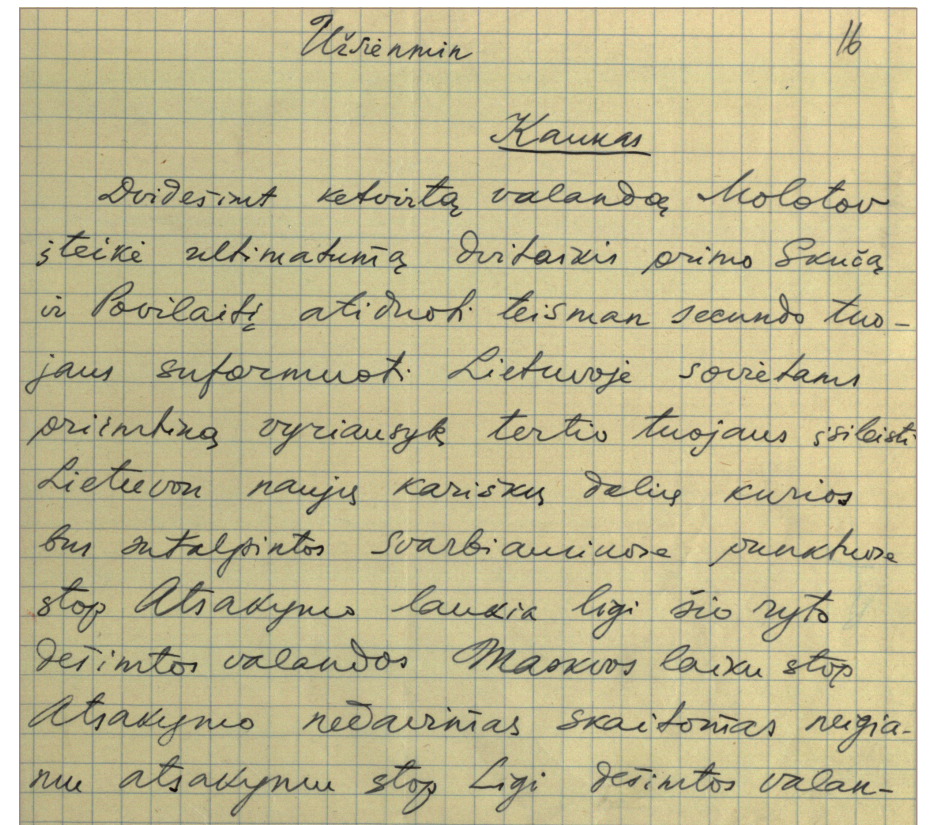 Užsienmin 16
Kaunas
Dvidešimt ketvirtą valandą Molotov
įteikė ultimatumą dvitaškis primo Skučą
ir Povilaitį atiduoti teisman secundo tuo-
jaus suformuoti Lietuvoje sovietams
priimtiną vyriausybę tertio tuojaus įsileisti
Lietuvon naujų kariškų dalių kurios
bus sutalpintos svarbiausiuose punktuose
stop Atsakymo laukia ligi šio ryto
dešimtos valandos Maskvos laiku stop
Atsakymo nedavimas skaitomas neigia-
mu atsakymu stop Ligi dešimtos valan-